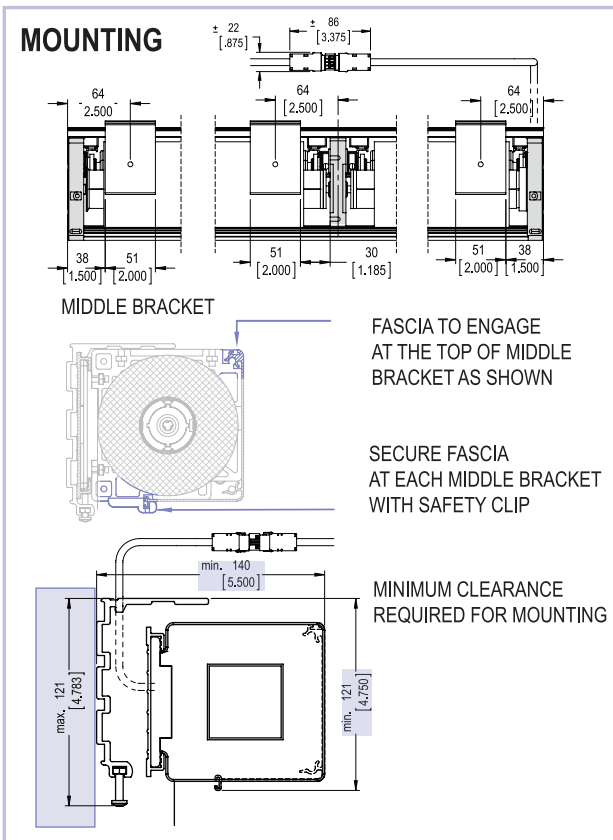 MOUNTING
± 22
[.875]
± 86
[3,375]
64
2.500
64
[2.500]
64
[2.500]
38
[1.500]
51
[2.000]
51
[2.000]
30
[1.185]
51
[2.000]
38
[1.500]
MIDDLE BRACKET
FASCIA TO ENGAGE
AT THE TOP OF MIDDLE
BRACKET AS SHOWN
SECURE FASCIA
AT EACH MIDDLE BRACKET
WITH SAFETY CLIP
min. 140
[5.500]
MINIMUM CLEARANCE
REQUIRED FOR MOUNTING
max. 121
[4.783]
min. 121
[4.750]